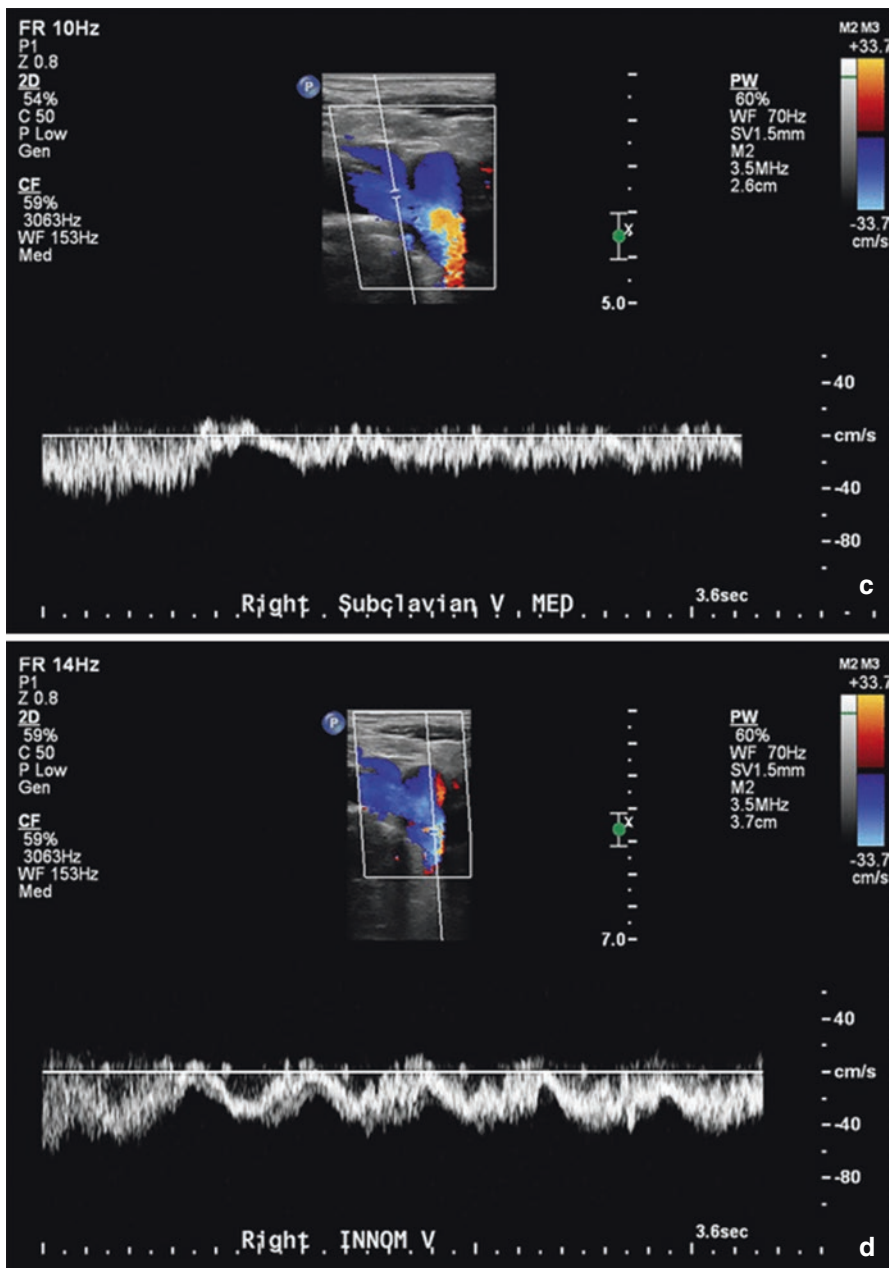 FR 10Hz
P1
Z 0.8
2D
54%
C 50
P Low
Gen
CF
59%
3063Hz
WF 153Hz
Med
P
PW
60%
WF 70Hz
SV1.5mm
M2
3.5MHz
2.6cm
M2 M3
+33.7
-33.7
cm/s
X
5.0
40
cm/s
-40
-80
c
Right Subclavian V MED
3.6sec
FR 14Hz
P1
Z 0.8
2D
59%
C 50
P Low
Gen
CF
59%
3063Hz
WF 153Hz
Med
P
PW
60%
WF 70Hz
SV1.5mm
M2
3.5MHz
3.7cm
M2 M3
+33.7
-33.7
cm/s
X
7.0
40
cm/s
-40
-80
Right INNOM V
3.6sec
d